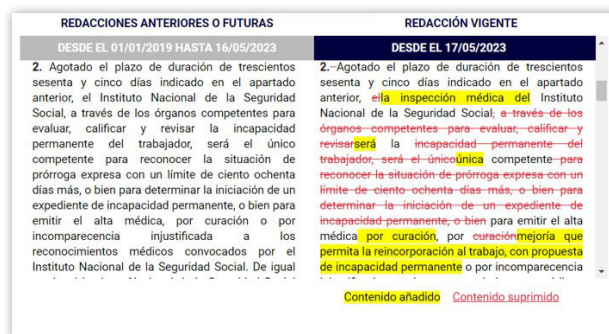 REDACCIONES ANTERIORES O FUTURAS
DESDE EL 01/01/2019 HASTA 16/05/2023
2. Agotado el plazo de duración de trescientos
sesenta y cinco días indicado en el apartado
anterior, el Instituto Nacional de la Seguridad
Social, a través de los órganos competentes para
evaluar, calificar y revisar la incapacidad
permanente del trabajador, será el único
competente para reconocer la situación de
prórroga expresa con un límite de ciento ochenta
días más, o bien para determinar la iniciación de un
expediente de incapacidad permanente, o bien para
emitir el alta médica, por curación o por
incomparecencia injustificada a los
reconocimientos médicos convocados por el
Instituto Nacional de la Seguridad Social. De igual
REDACCIÓN VIGENTE
DESDE EL 17/05/2023
2. Agotado el plazo de duración de trescientos
sesenta y cinco días indicado en el apartado
anterior, ella inspección médica del Instituto
Nacional de la Seguridad Social, a través de los
órganos competentes para evaluar, calificar y
revisarserá la incapacidad permanente del
trabajador, será el únicoúnica competente para
reconocer la situación de prórroga expresa con un
límite de ciento ochenta días más, o bien para
determinar la iniciación de un expediente de
incapacidad permanente, o bien para emitir el alta
médica por curación, por curaciónmejoría que
permita la reincorporación al trabajo, con propuesta
de incapacidad permanente o por incomparecencia
Contenido añadido Contenido suprimido